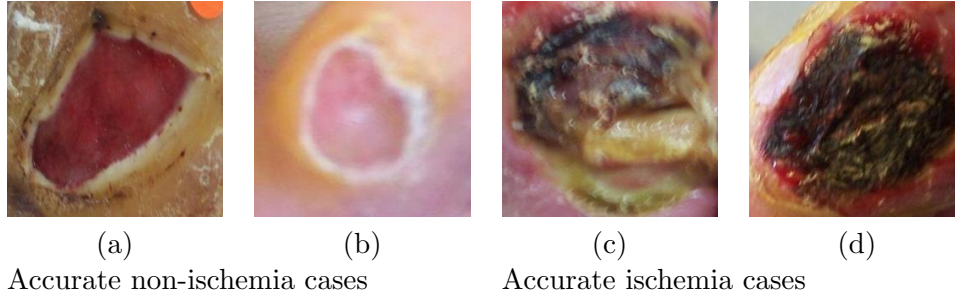 (a) (b) (c) (d)
Accurate non-ischemia cases Accurate ischemia cases